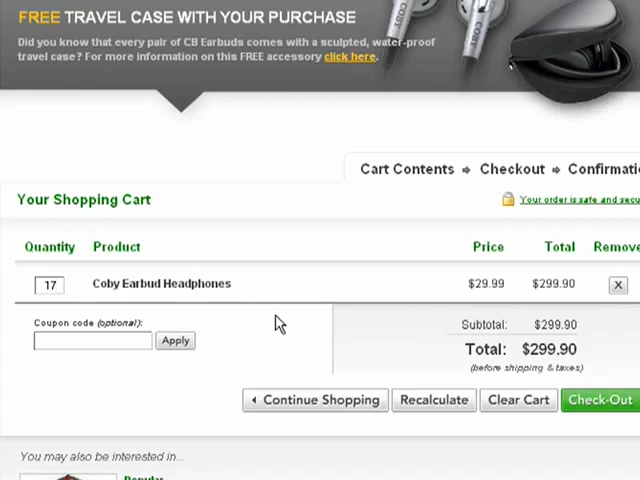 FREE TRAVEL CASE WITH YOUR PURCHASE
Did you know that every pair of CB Earbuds comes with a sculpted, water-proof
travel case? For more information on this FREE accessory click here.
COBY
COBY
Cart Contents ➔ Checkout ➔ Confirmati
Your Shopping Cart
Your order is safe and secu
Quantity Product Price Total Remove
17 Coby Earbud Headphones $29.99 $299.90 X
Coupon code (optional):
Apply
Subtotal: $299.90
Total: $299.90
(before shipping & taxes)
Continue Shopping Recalculate Clear Cart Check-Out
You may also be interested in...
Popular